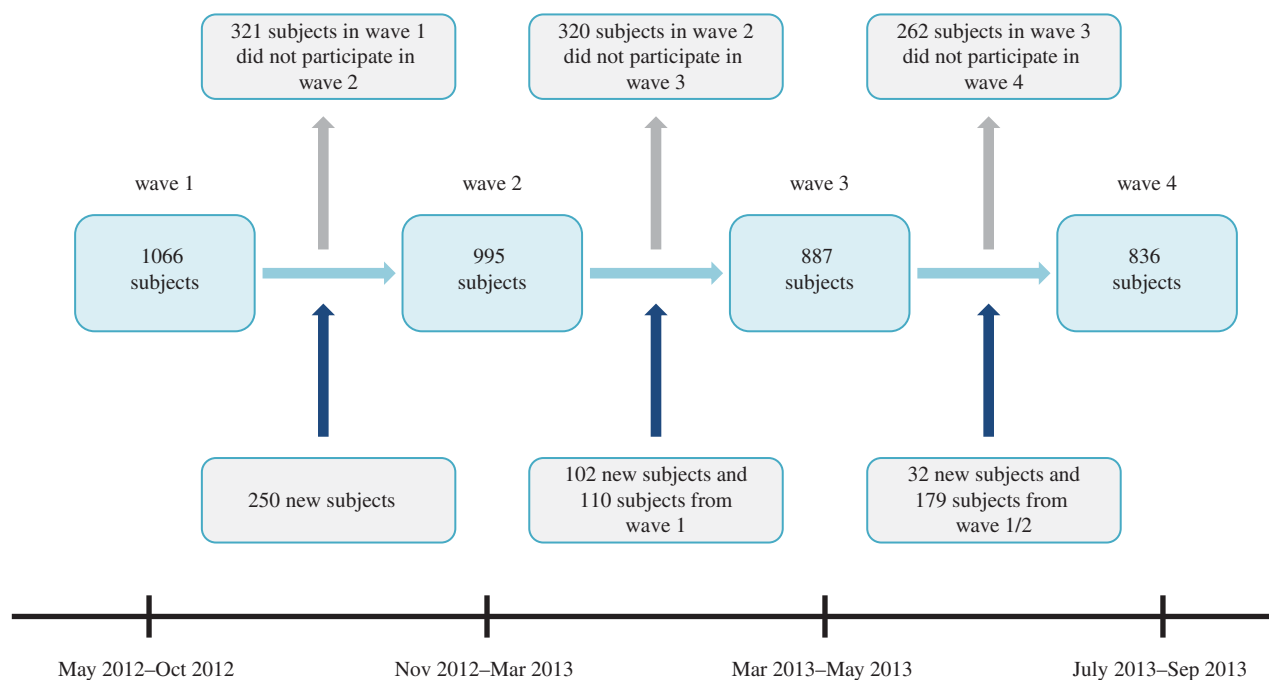 321 subjects in wave 1
did not participate in
wave 2
320 subjects in wave 2
did not participate in
wave 3
262 subjects in wave 3
did not participate in
wave 4
wave 1
wave 2
wave 3
wave 4
1066
subjects
995
subjects
887
subjects
836
subjects
250 new subjects
102 new subjects and
110 subjects from
wave 1
32 new subjects and
179 subjects from
wave 1/2
May 2012–Oct 2012
Nov 2012–Mar 2013
Mar 2013–May 2013
July 2013–Sep 2013